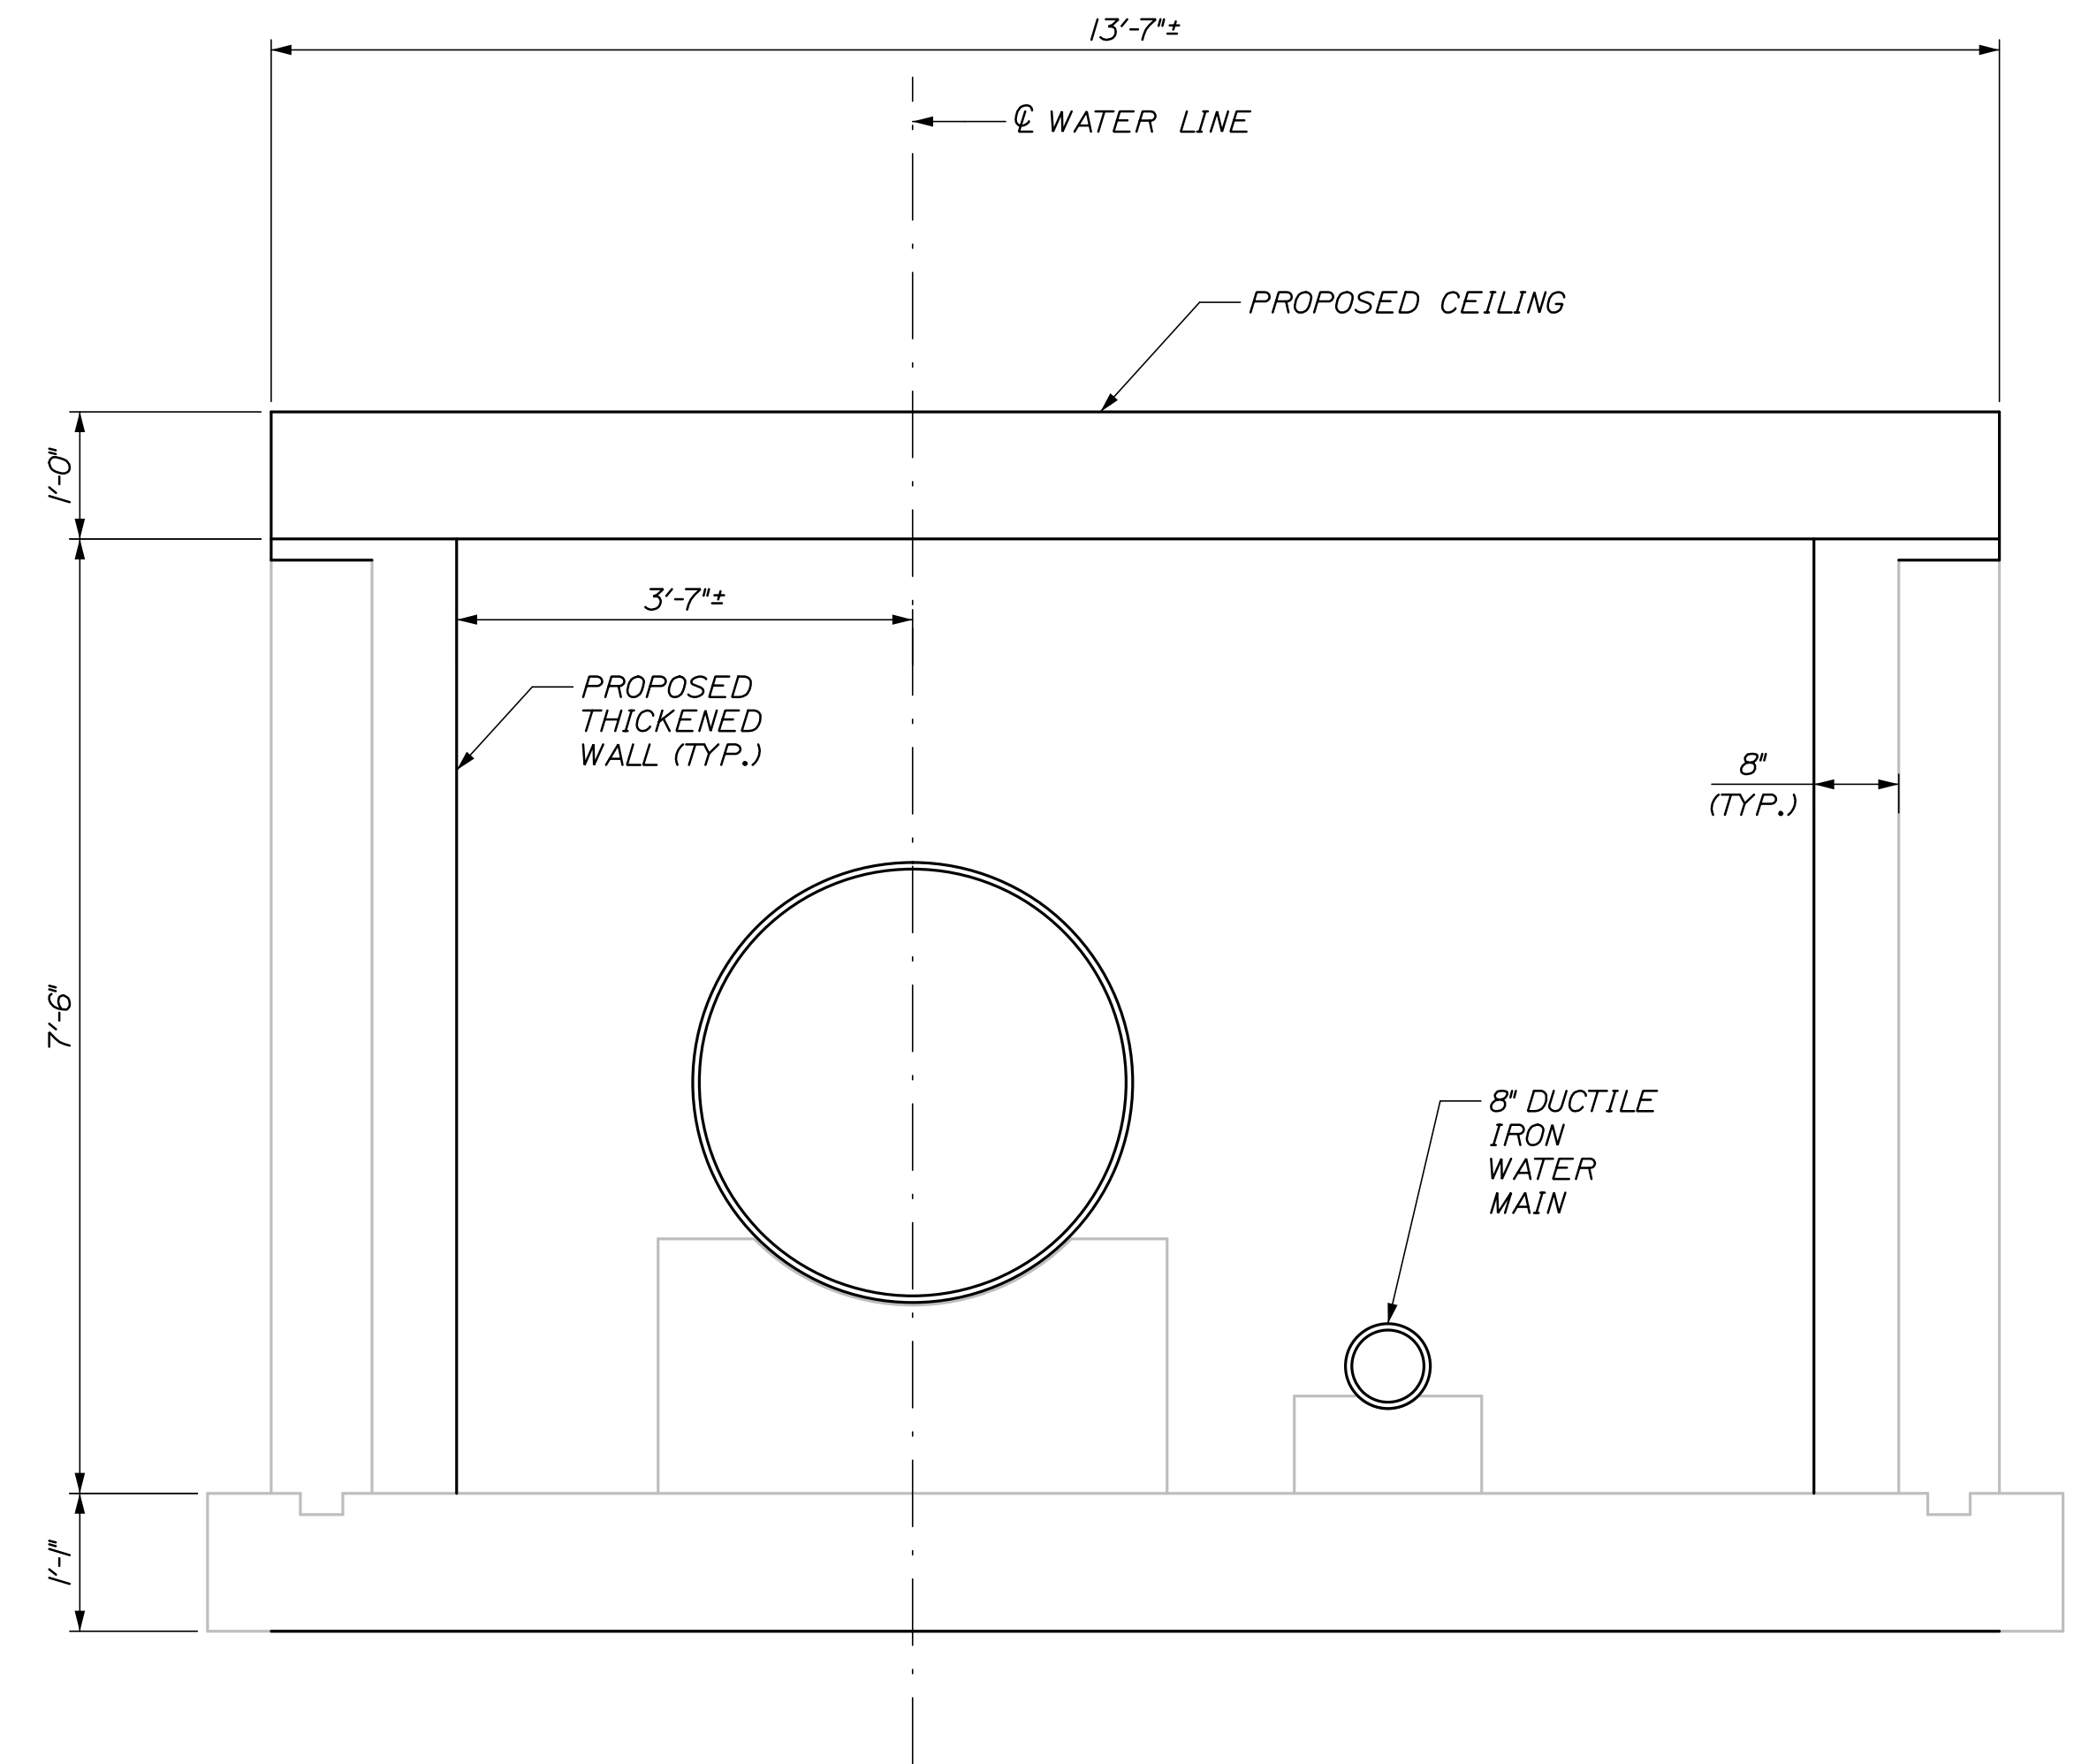 13'-7"±
℄ WATER LINE
PROPOSED CEILING
1'-0"
3'-7"±
PROPOSED
THICKENED
WALL (TYP.)
8"
(TYP.)
7'-6"
8" DUCTILE
IRON
WATER
MAIN
1'-1"